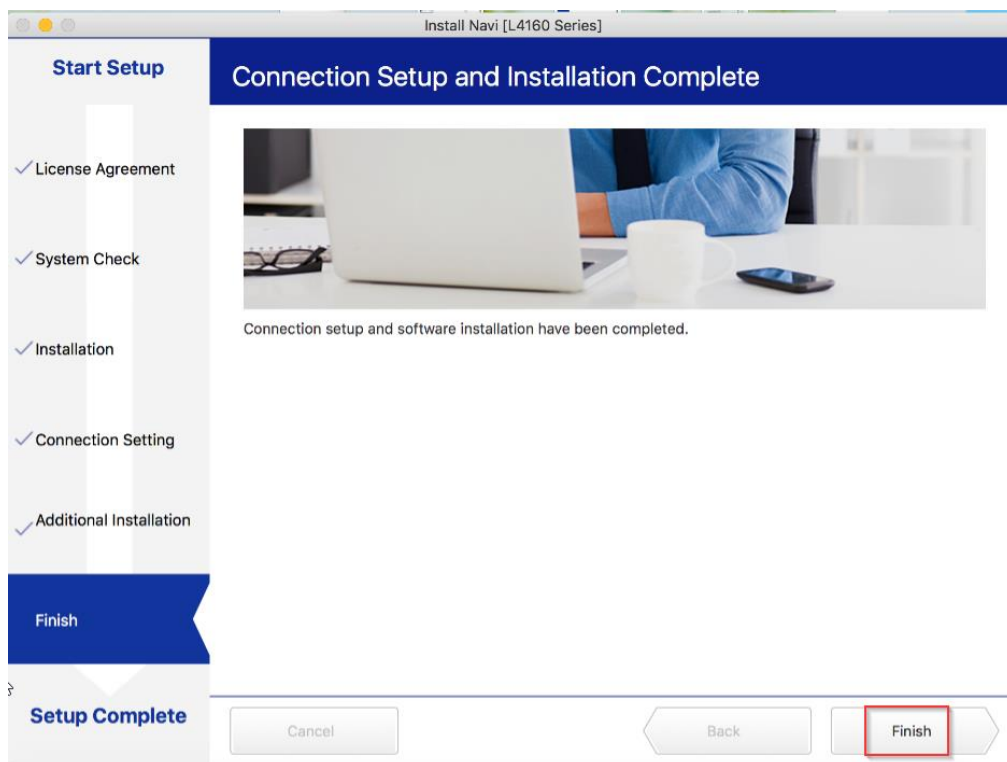 Install Navi [L4160 Series]
Start Setup
Connection Setup and Installation Complete
License Agreement
System Check
Connection setup and software installation have been completed.
Installation
Connection Setting
Additional Installation
Finish
Setup Complete
Cancel
Back
Finish